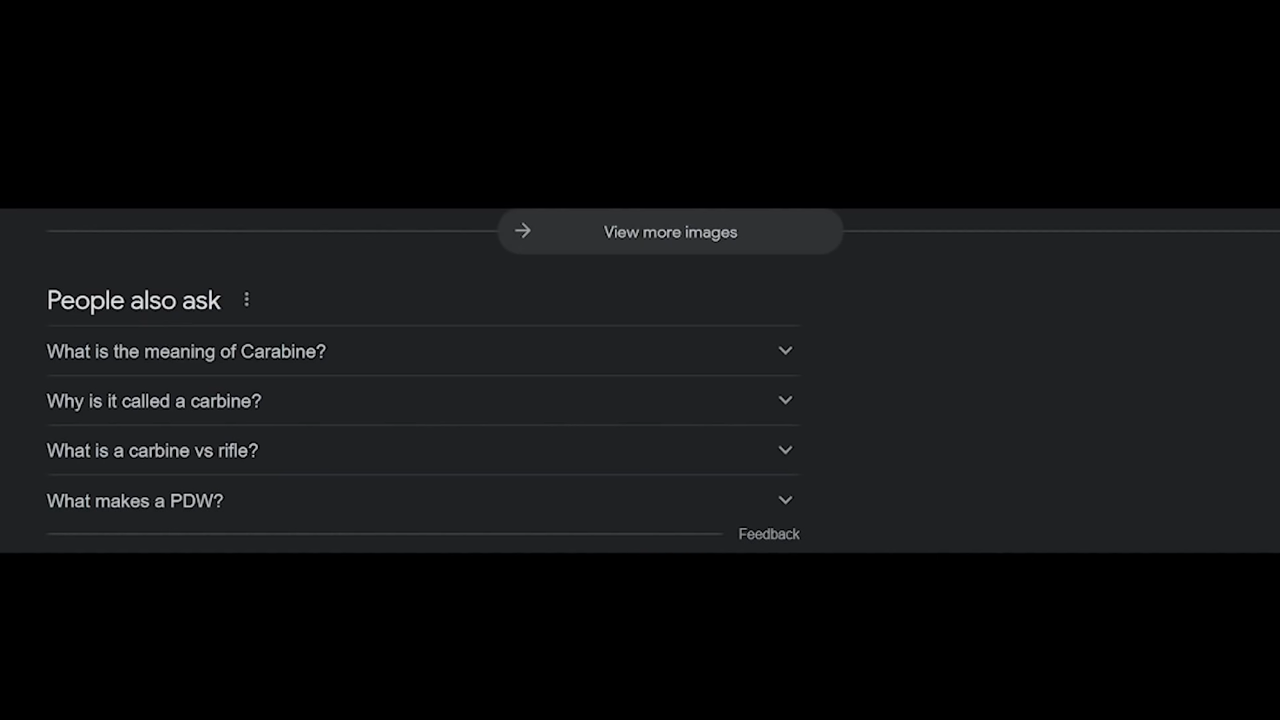 View more images
People also ask
What is the meaning of Carabine?
Why is it called a carbine?
What is a carbine vs rifle?
What makes a PDW?
Feedback